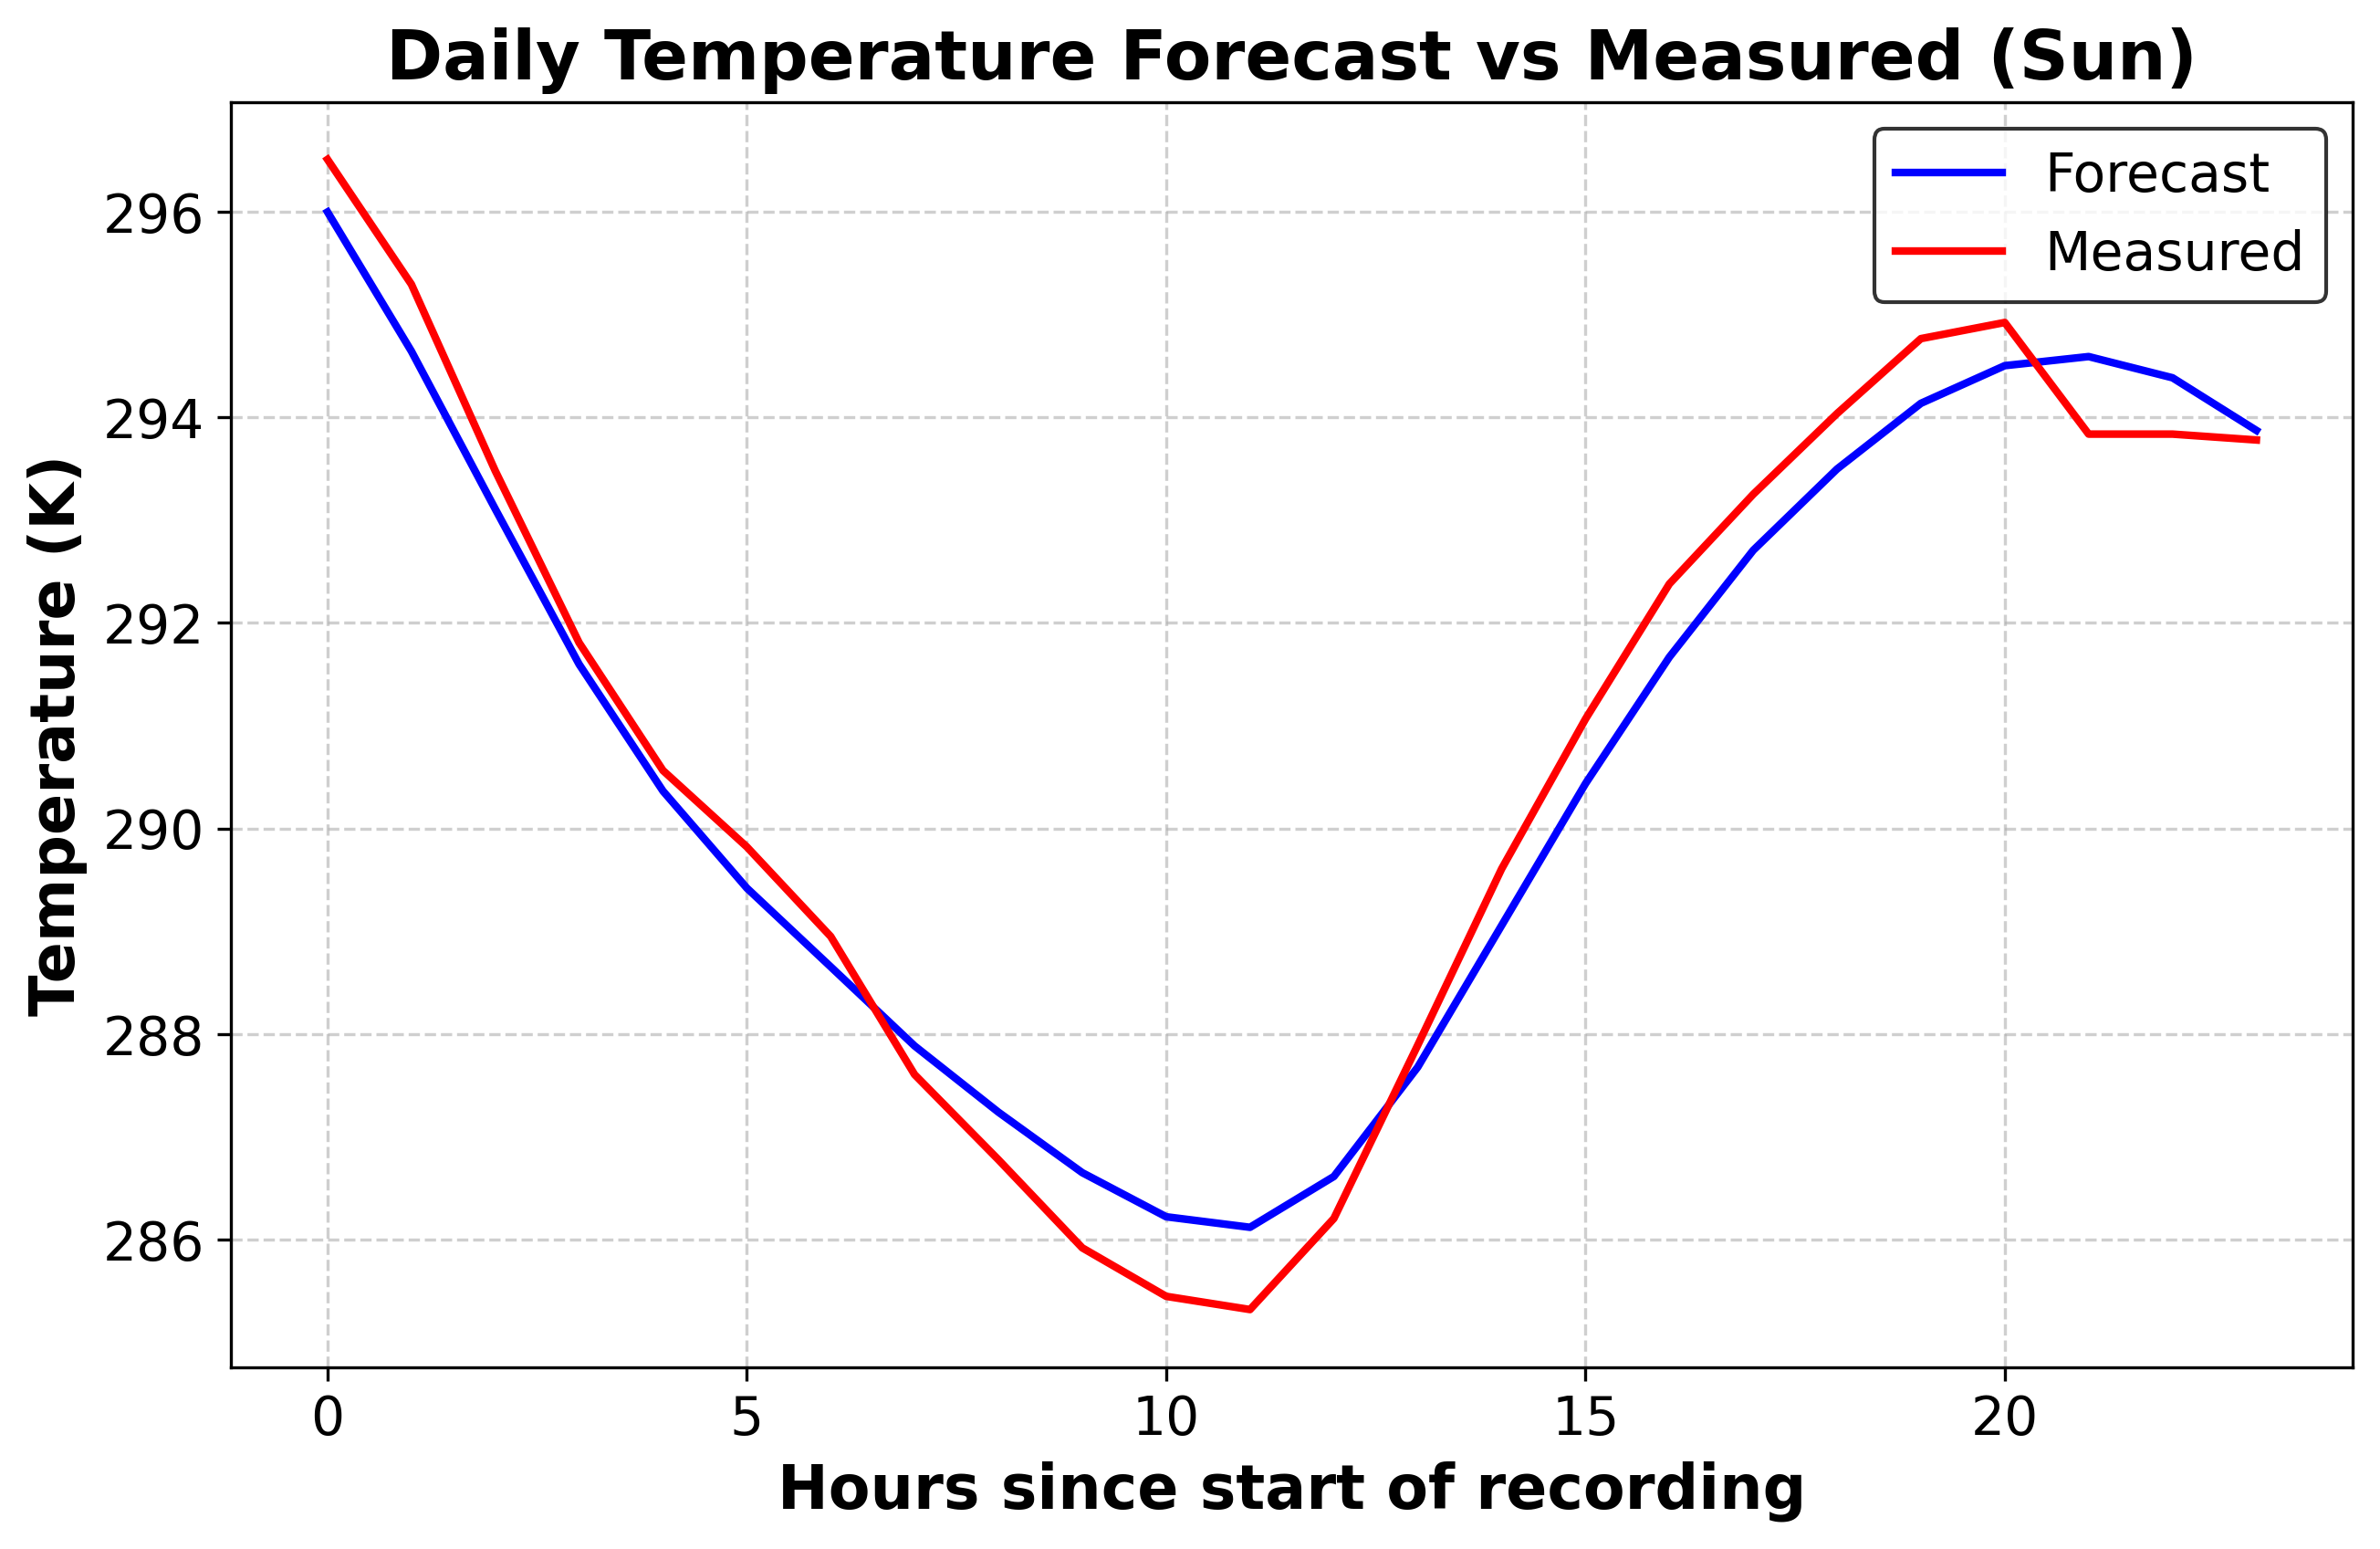 Daily Temperature Forecast vs Measured (Sun)
Forecast
Measured
Temperature (K)
296
294
292
290
288
286
0 5 10 15 20
Hours since start of recording